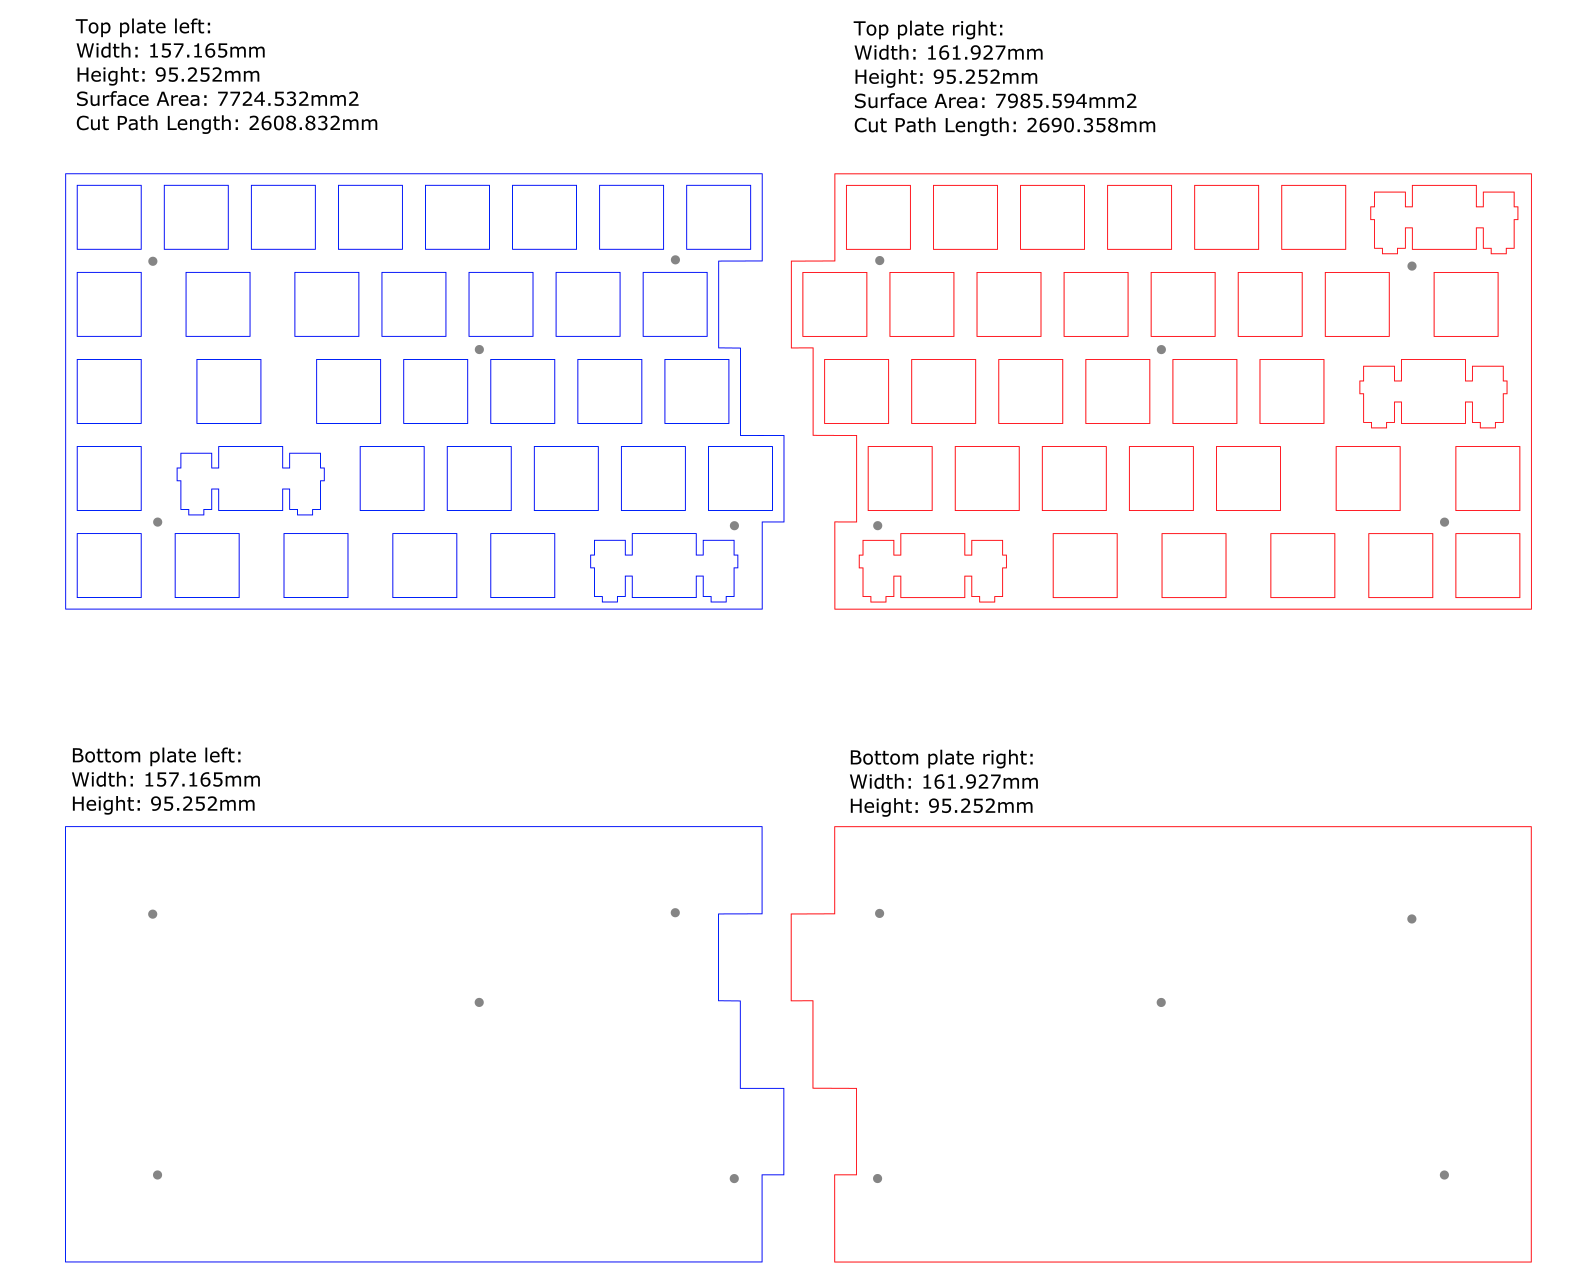 Top plate left:
Width: 157.165mm
Height: 95.252mm
Surface Area: 7724.532mm2
Cut Path Length: 2608.832mm
Top plate right:
Width: 161.927mm
Height: 95.252mm
Surface Area: 7985.594mm2
Cut Path Length: 2690.358mm
Bottom plate left:
Width: 157.165mm
Height: 95.252mm
Bottom plate right:
Width: 161.927mm
Height: 95.252mm